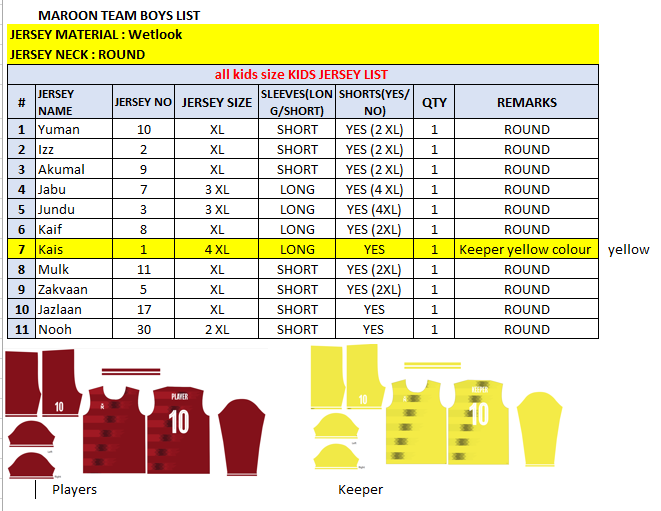 MAROON TEAM BOYS LIST
JERSEY MATERIAL : Wetlook
JERSEY NECK : ROUND
all kids size KIDS JERSEY LIST
# JERSEY NAME JERSEY NO JERSEY SIZE SLEEVES(LONG/SHORT) SHORTS(YES/NO) QTY REMARKS
1 Yuman 10 XL SHORT YES (2 XL) 1 ROUND
2 Izz 2 XL SHORT YES (2 XL) 1 ROUND
3 Akumal 9 XL SHORT YES (2 XL) 1 ROUND
4 Jabu 7 3 XL LONG YES (4 XL) 1 ROUND
5 Jundu 3 3 XL LONG YES (4XL) 1 ROUND
6 Kaif 8 XL LONG YES (2XL) 1 ROUND
7 Kais 1 4 XL LONG YES 1 Keeper yellow colour yellow
8 Mulk 11 XL SHORT YES (2XL) 1 ROUND
9 Zakvaan 5 XL SHORT YES (2XL) 1 ROUND
10 Jazlaan 17 XL SHORT YES 1 ROUND
11 Nooh 30 2 XL SHORT YES 1 ROUND
10 A PLAYER 10
10 KEEPER 10
Players Keeper